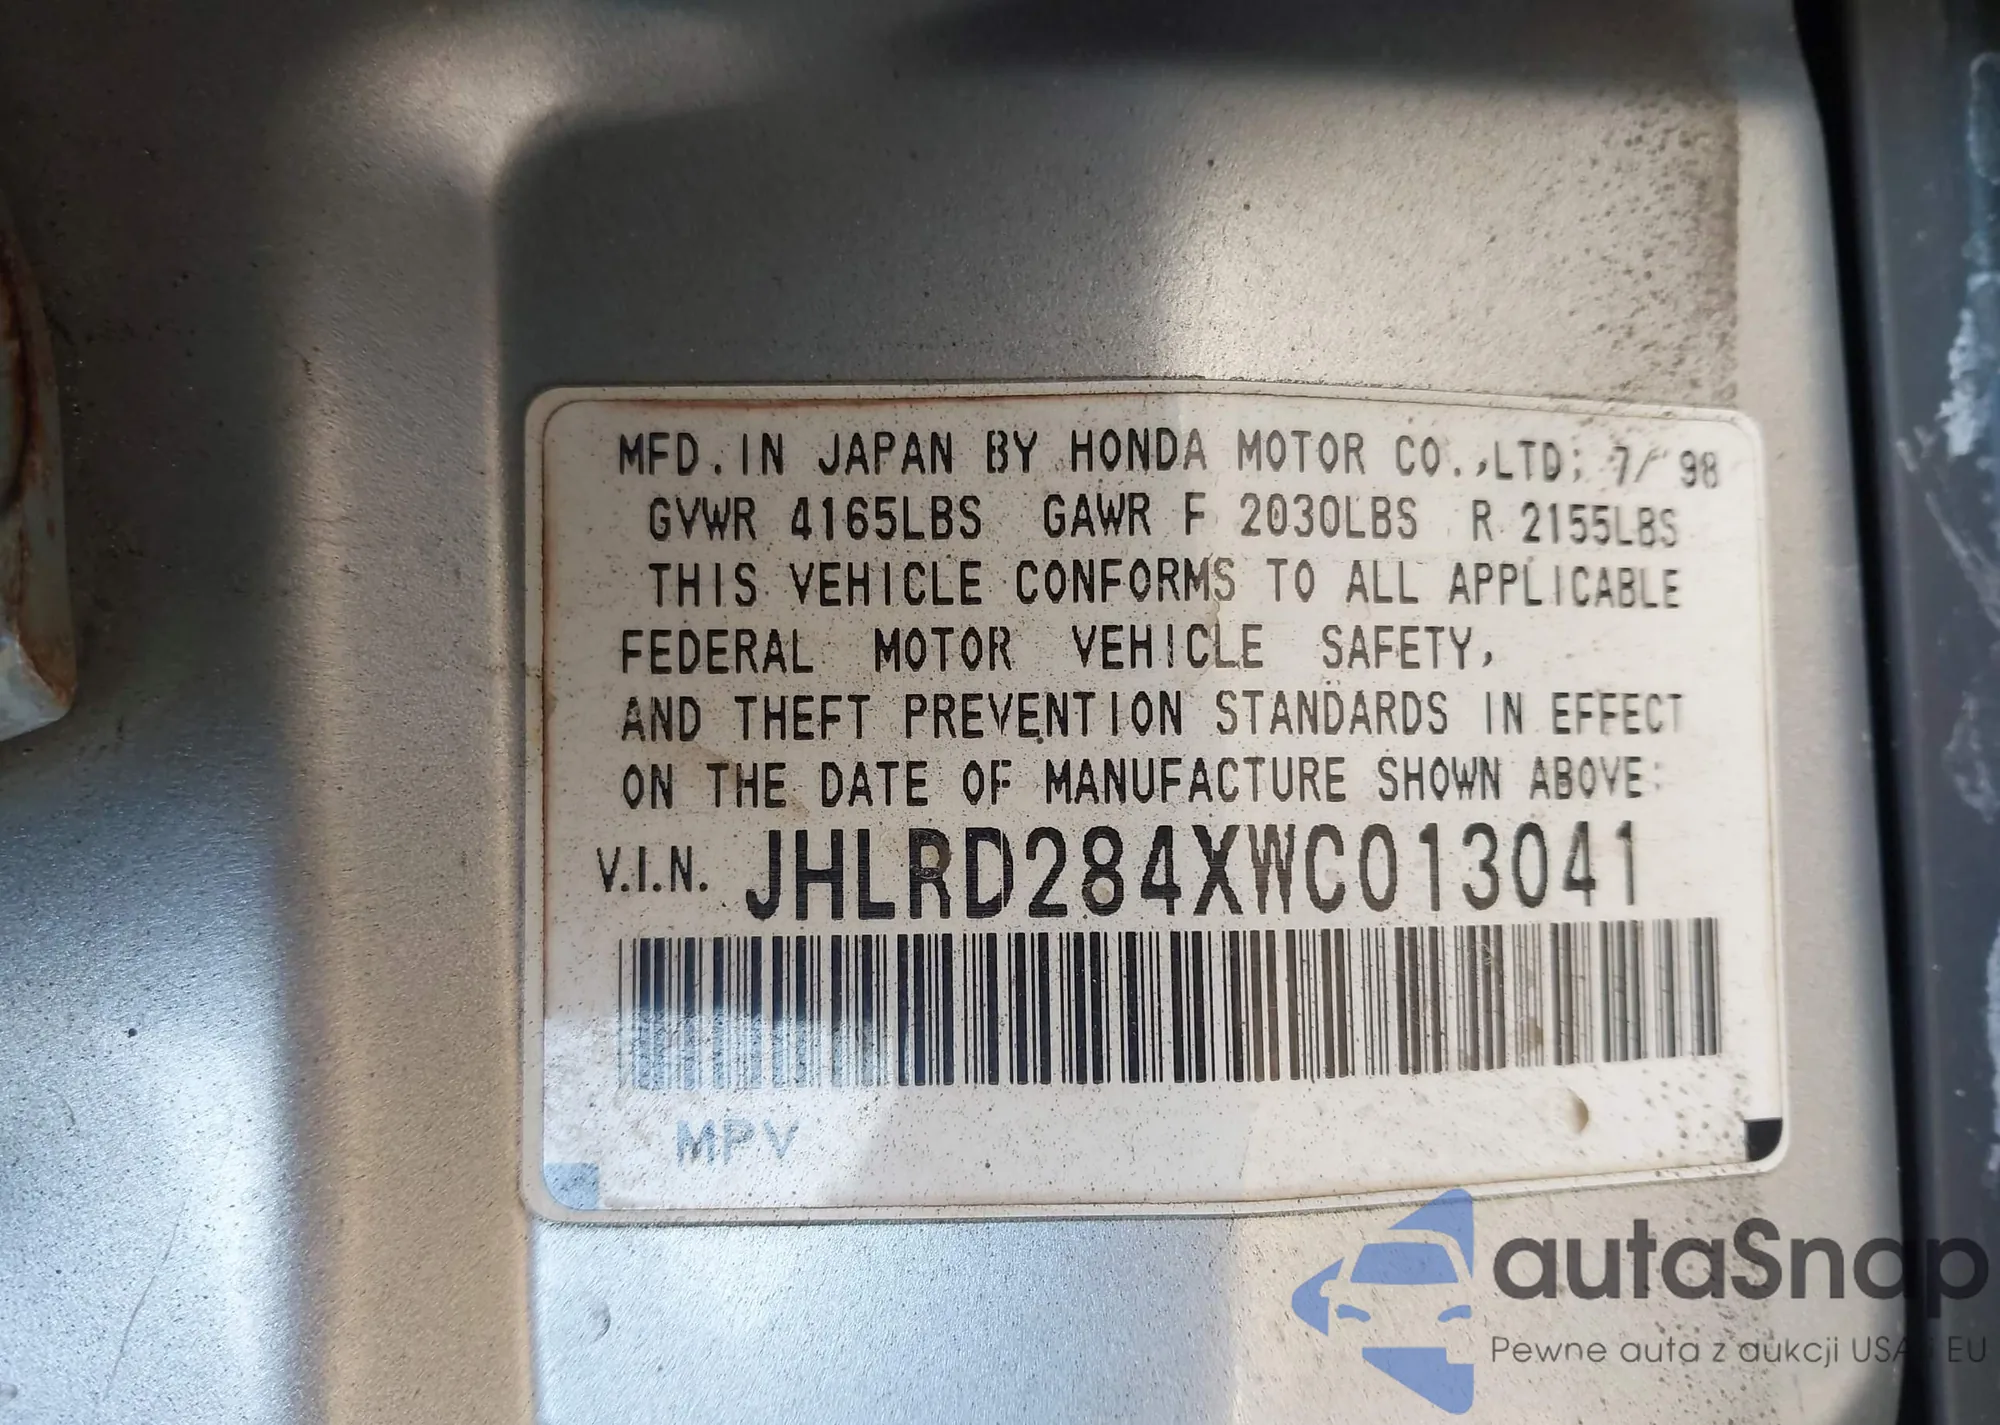 MFD.IN JAPAN BY HONDA MOTOR CO.,LTD; 7/'98
GVWR 4165LBS GAWR F 2030LBS R 2155LBS
THIS VEHICLE CONFORMS TO ALL APPLICABLE
FEDERAL MOTOR VEHICLE SAFETY,
AND THEFT PREVENTION STANDARDS IN EFFECT
ON THE DATE OF MANUFACTURE SHOWN ABOVE:
V.I.N. JHLRD284XWC013041
MPV
autaSnap
Pewne auta z aukcji USA i EU